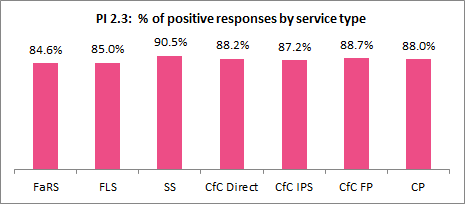 PI 2.3:  % of positive responses by service type
84.6% 85.0% 90.5% 88.2% 87.2% 88.7% 88.0%
FaRS FLS SS CfC Direct CfC IPS CfC FP CP